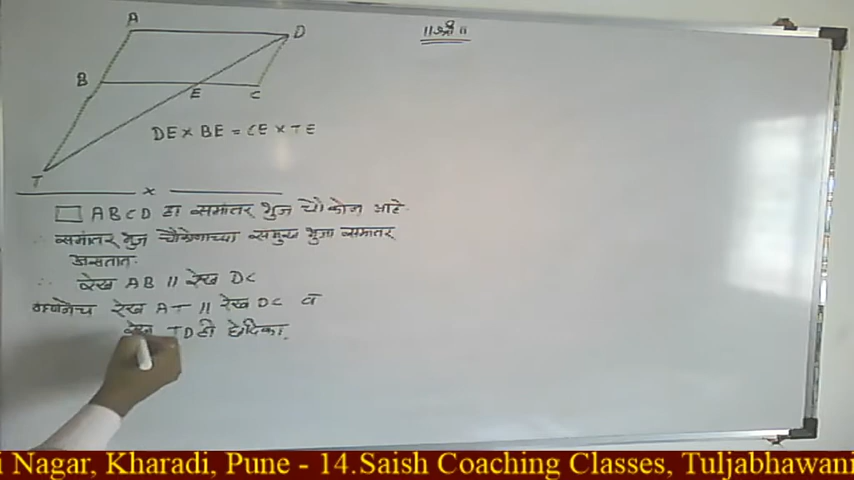 ॥श्री॥
A
D
B
E
C
T
DE × BE = CE × TE
×
□ ABCD हा समांतर भुज चौकोन आहे.
∴ समांतर भुज चौकोनाच्या समुख भुजा समांतर
असतात.
∴ रेख AB || रेख DC
म्हणजेच रेख AT || रेख DC व
रेख TD ही छेदिका.
i Nagar, Kharadi, Pune - 14.Saish Coaching Classes, Tuljabhawani